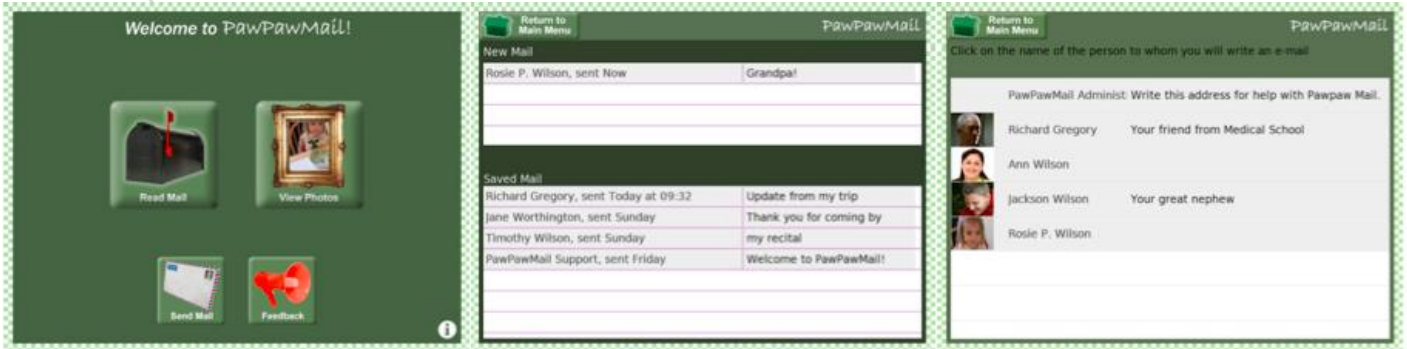 Welcome to PawPawMail!
Read Mail
View Photos
Send Mail
Feedback
i
Return to
Main Menu
PawPawMail
New Mail
Rosie P. Wilson, sent Now Grandpa!
Saved Mail
Richard Gregory, sent Today at 09:32 Update from my trip
Jane Worthington, sent Sunday Thank you for coming by
Timothy Wilson, sent Sunday my recital
PawPawMail Support, sent Friday Welcome to PawPawMail!
Return to
Main Menu
PawPawMail
Click on the name of the person to whom you will write an e-mail
PawPawMail Administ Write this address for help with Pawpaw Mail.
Richard Gregory Your friend from Medical School
Ann Wilson
Jackson Wilson Your great nephew
Rosie P. Wilson